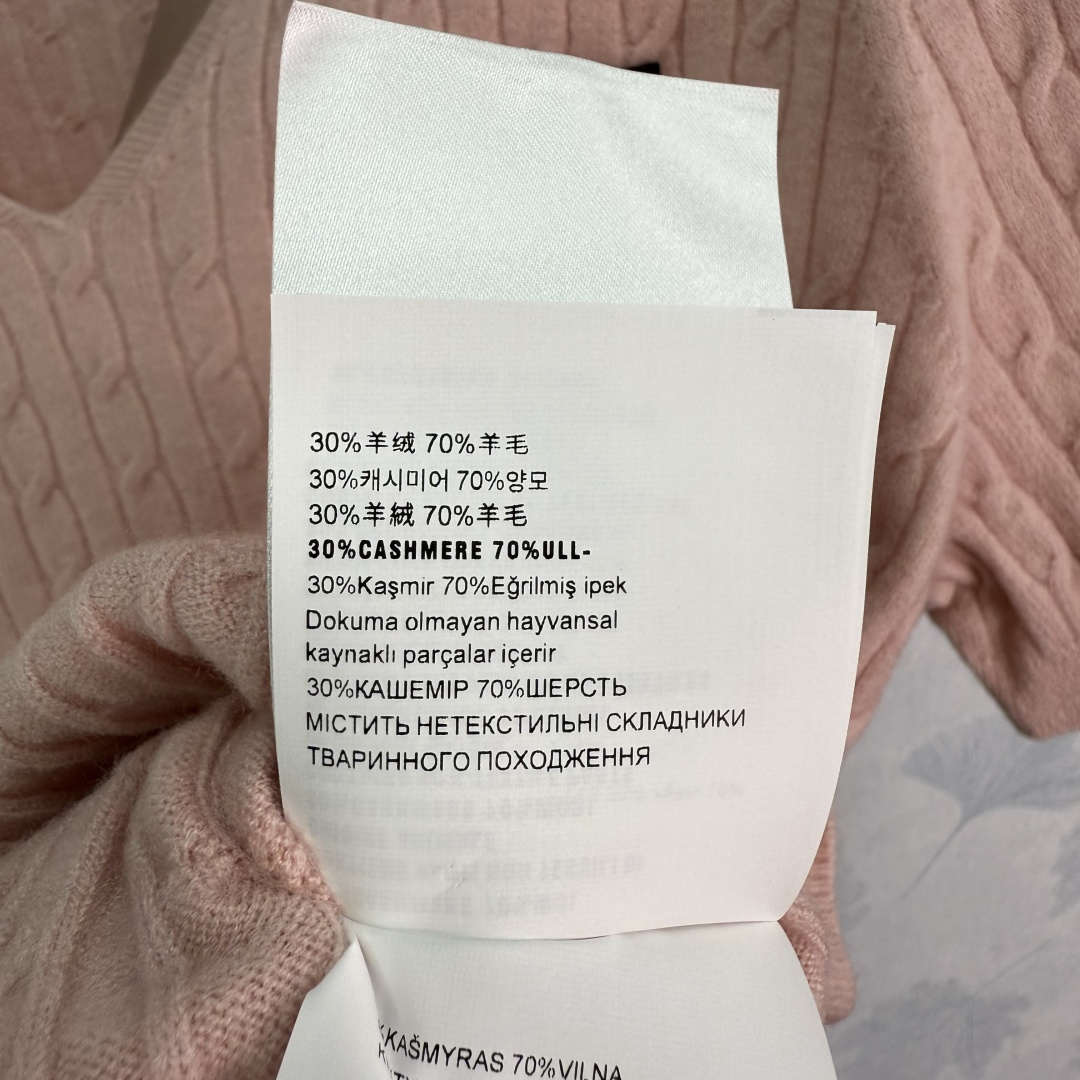 30%羊绒 70%羊毛
30%캐시미어 70%양모
30%羊絨 70%羊毛
30%CASHMERE 70%ULL-
30%Kaşmir 70%Eğrilmiş ipek
Dokuma olmayan hayvansal
kaynaklı parçalar içerir
30%КАШЕМІР 70%ШЕРСТЬ
МІСТИТЬ НЕТЕКСТИЛЬНІ СКЛАДНИКИ
ТВАРИННОГО ПОХОДЖЕННЯ
KAŠMYRAS 70%VILNA